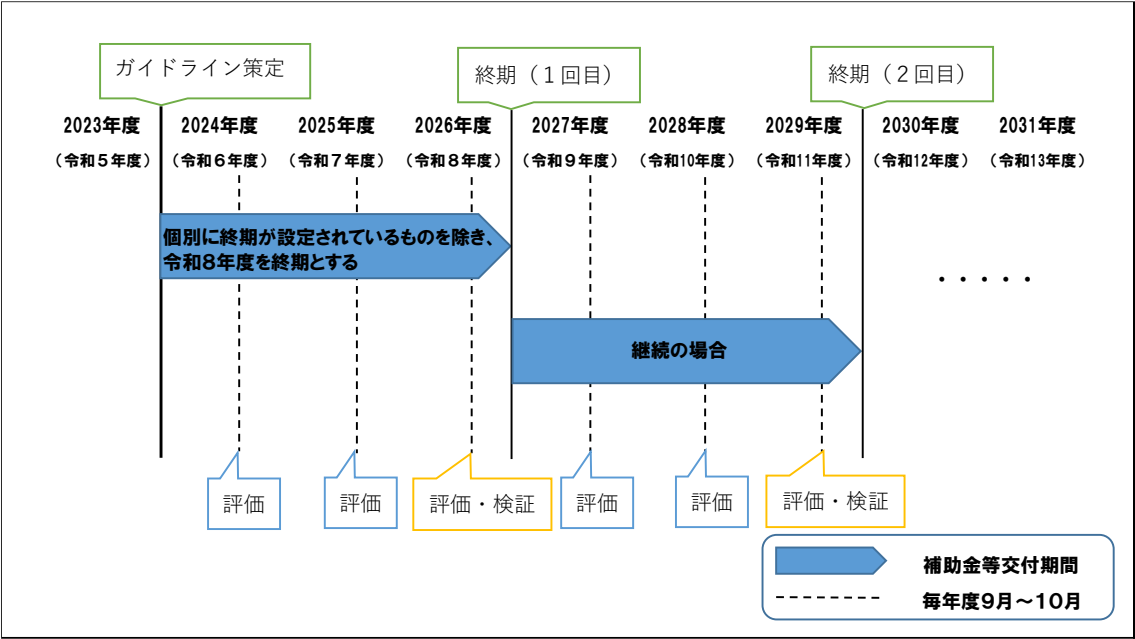 ガイドライン策定
終期（１回目）
終期（２回目）
2023年度
2024年度
2025年度
2026年度
2027年度
2028年度
2029年度
2030年度
2031年度
（令和５年度）
（令和６年度）
（令和７年度）
（令和８年度）
（令和９年度）
（令和10年度）
（令和11年度）
（令和12年度）
（令和13年度）
個別に終期が設定されているものを除き、
令和８年度を終期とする
・・・・・
継続の場合
評価
評価
評価・検証
評価
評価
評価・検証
補助金等交付期間
毎年度９月～１０月